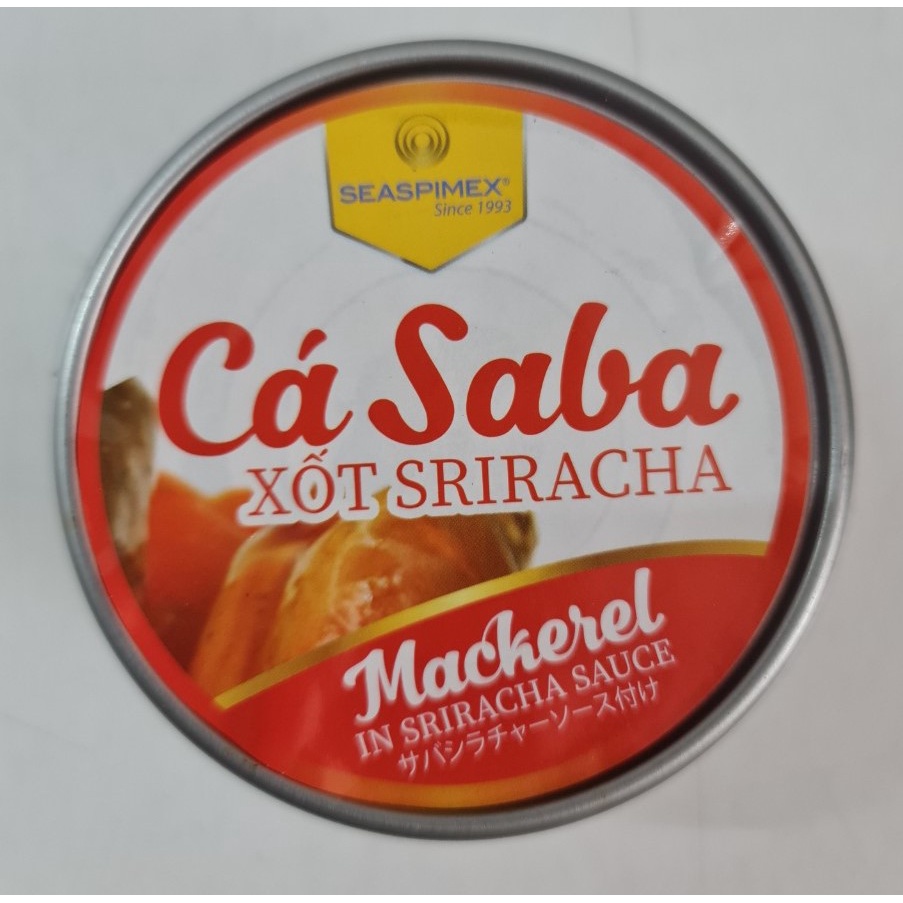 SEASPIMEX®
Since 1993
Cá Saba
XỐT SRIRACHA
Mackerel
IN SRIRACHA SAUCE
サバシラチャーソース付け